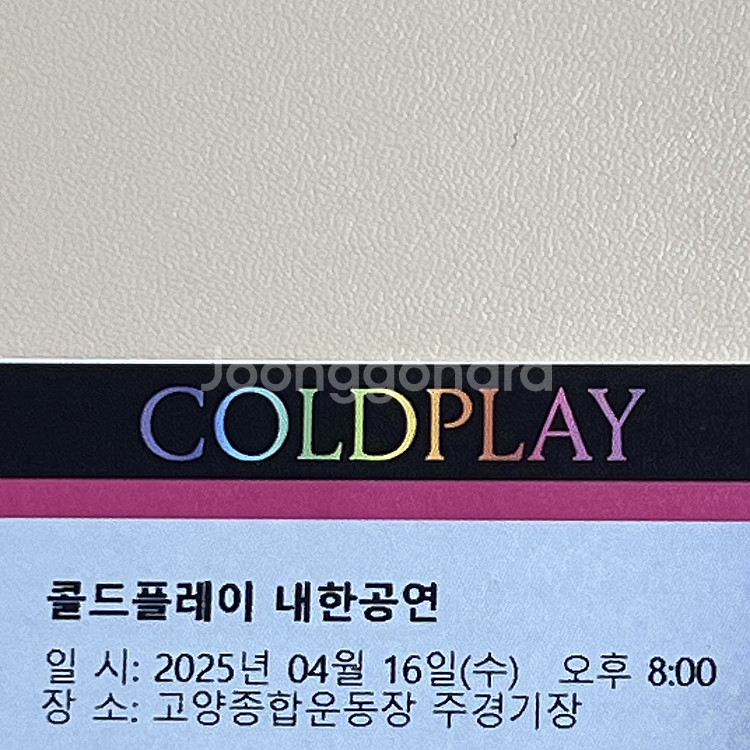 Joonggonara
COLDPLAY
콜드플레이 내한공연
일 시: 2025년 04월 16일(수) 오후 8:00
장 소: 고양종합운동장 주경기장